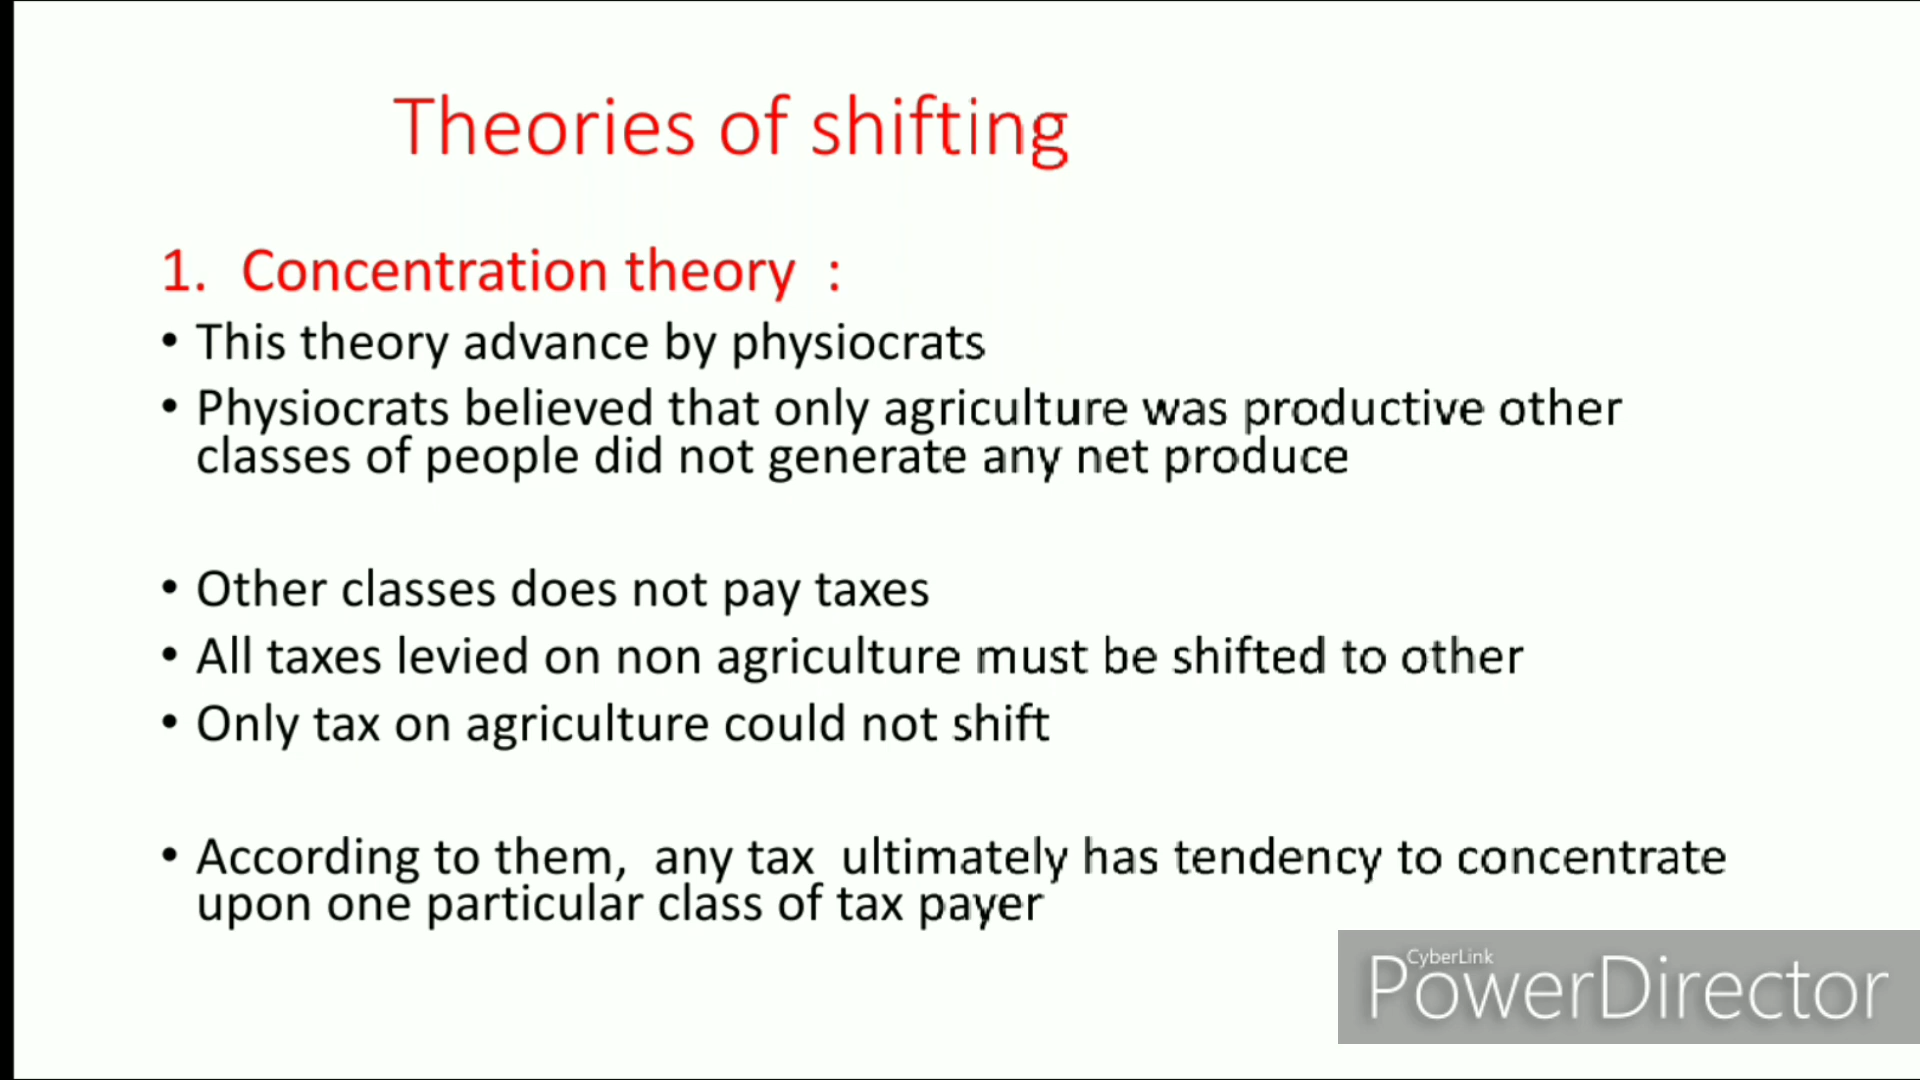 Theories of shifting
1. Concentration theory :
• This theory advance by physiocrats
• Physiocrats believed that only agriculture was productive other
classes of people did not generate any net produce
• Other classes does not pay taxes
• All taxes levied on non agriculture must be shifted to other
• Only tax on agriculture could not shift
• According to them, any tax ultimately has tendency to concentrate
upon one particular class of tax payer
CyberLink
PowerDirector